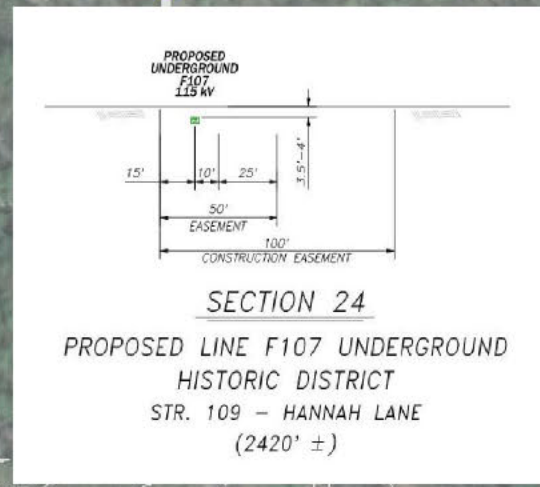 PROPOSED
UNDERGROUND
F107
115 kV
3.5'-4'
15'
10'
25'
50'
EASEMENT
100'
CONSTRUCTION EASEMENT
SECTION 24
PROPOSED LINE F107 UNDERGROUND
HISTORIC DISTRICT
STR. 109 - HANNAH LANE
(2420' ±)